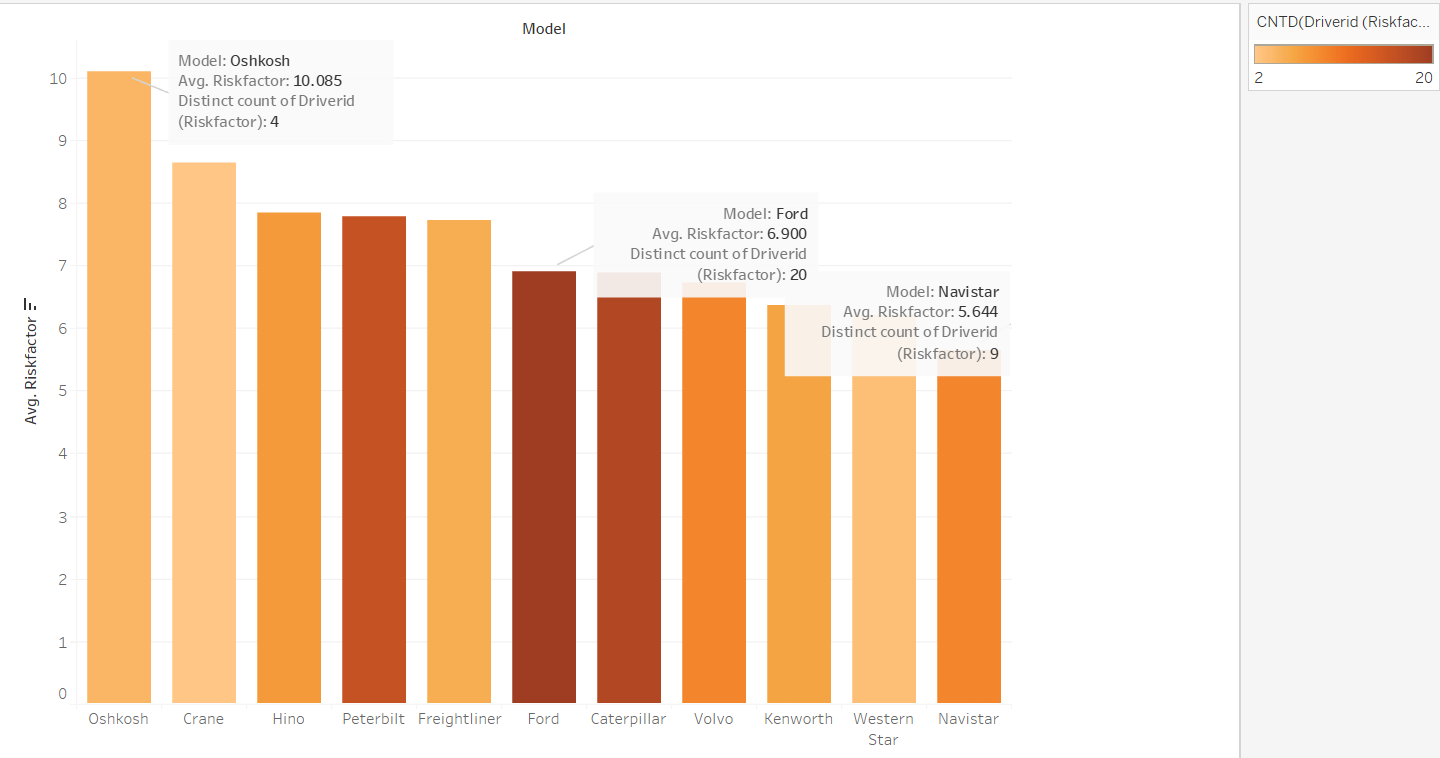 Model
CNTD(Driverid (Riskfac...
2
20
Model: Oshkosh
Avg. Riskfactor: 10.085
Distinct count of Driverid
(Riskfactor): 4
Model: Ford
Avg. Riskfactor: 6.900
Distinct count of Driverid
(Riskfactor): 20
Model: Navistar
Avg. Riskfactor: 5.644
Distinct count of Driverid
(Riskfactor): 9
Avg. Riskfactor
10
9
8
7
6
5
4
3
2
1
0
Oshkosh
Crane
Hino
Peterbilt
Freightliner
Ford
Caterpillar
Volvo
Kenworth
Western
Star
Navistar